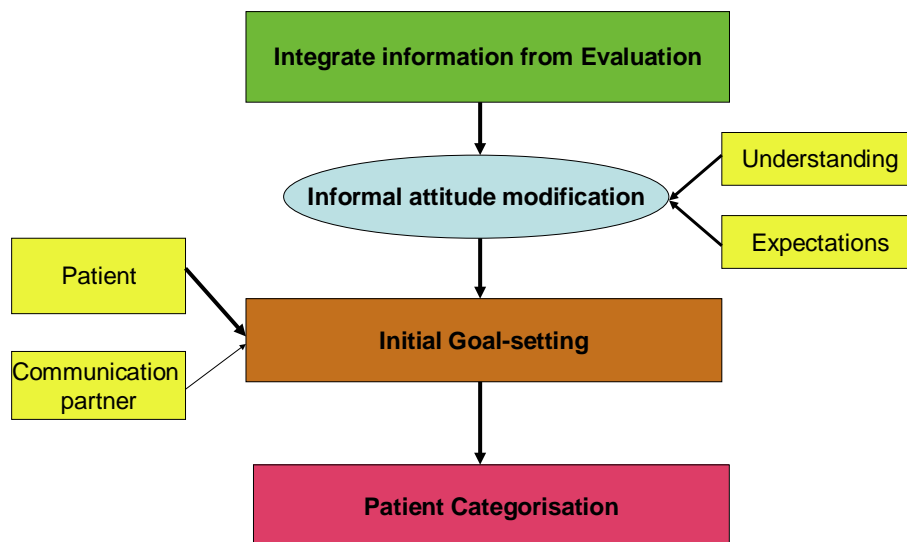 Integrate information from Evaluation
Understanding
Informal attitude modification
Expectations
Patient
Initial Goal-setting
Communication
partner
Patient Categorisation